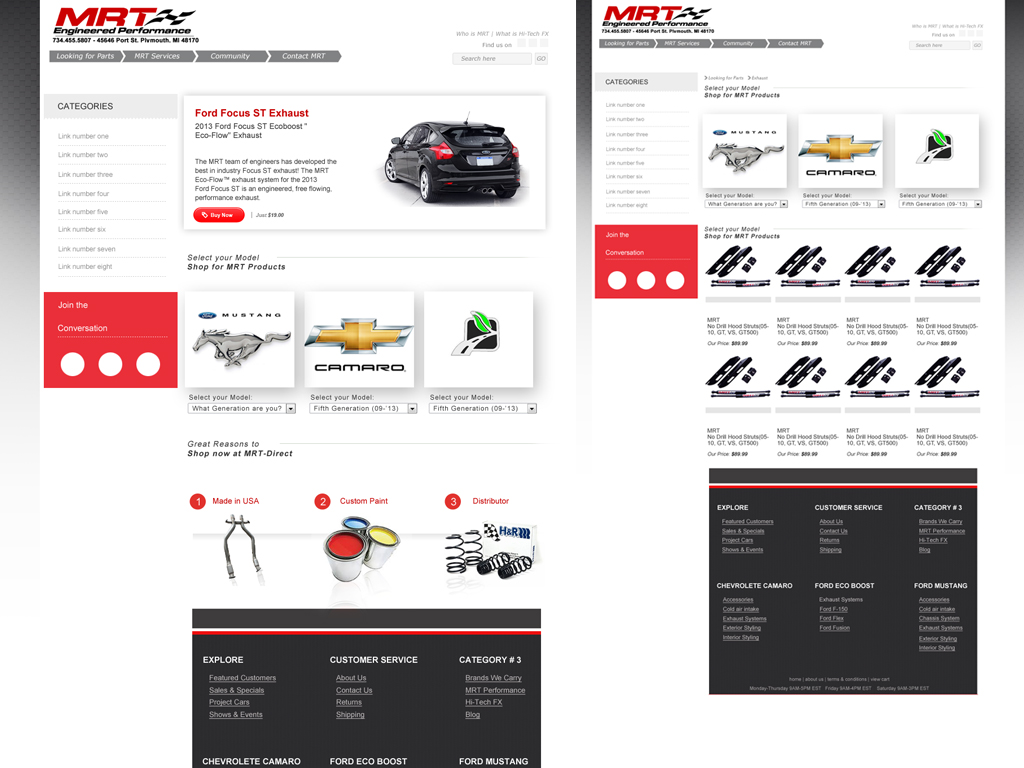 MRT
Engineered Performance
734.455.5807 - 45646 Port St. Plymouth. MI 48170
Who is MRT | What is Hi-Tech FX
Find us on
Looking for Parts
MRT Services
Community
Contact MRT
Search here
GO
CATEGORIES
Link number one
Link number two
Link number three
Link number four
Link number five
Link number six
Link number seven
Link number eight
Join the
Conversation
Ford Focus ST Exhaust
2013 Ford Focus ST Ecoboost "
Eco-Flow" Exhaust
The MRT team of engineers has developed the
best in industry Focus ST exhaust! The MRT
Eco-Flow™ exhaust system for the 2013
Ford Focus ST is an engineered, free flowing,
performance exhaust.
Buy Now
| Just $19.00
Select your Model
Shop for MRT Products
Ford MUSTANG
CAMARO
Select your Model:
What Generation are you?
Select your Model:
Fifth Generation (09-'13)
Select your Model:
Fifth Generation (09-'13)
Great Reasons to
Shop now at MRT-Direct
1 Made in USA
2 Custom Paint
3 Distributor
H&R
EXPLORE
Featured Customers
Sales & Specials
Project Cars
Shows & Events
CUSTOMER SERVICE
About Us
Contact Us
Returns
Shipping
CATEGORY # 3
Brands We Carry
MRT Performance
Hi-Tech FX
Blog
CHEVROLETE CAMARO
FORD ECO BOOST
FORD MUSTANG
MRT
Engineered Performance
734.455.5807 - 45646 Port St. Plymouth. MI 48170
Who is MRT | What is Hi-Tech FX
Find us on
Looking for Parts
MRT Services
Community
Contact MRT
Search here
GO
CATEGORIES
Link number one
Link number two
Link number three
Link number four
Link number five
Link number six
Link number seven
Link number eight
Join the
Conversation
Looking for Parts
Exhaust
Select your Model
Shop for MRT Products
Ford MUSTANG
CAMARO
Select your Model:
What Generation are you?
Select your Model:
Fifth Generation (09-'13)
Select your Model:
Fifth Generation (09-'13)
Select your Model
Shop for MRT Products
MRT
No Drill Hood Struts(05-
10, GT, VS, GT500)
Our Price: $89.99
MRT
No Drill Hood Struts(05-
10, GT, VS, GT500)
Our Price: $89.99
MRT
No Drill Hood Struts(05-
10, GT, VS, GT500)
Our Price: $89.99
MRT
No Drill Hood Struts(05-
10, GT, VS, GT500)
Our Price: $89.99
MRT
No Drill Hood Struts(05-
10, GT, VS, GT500)
Our Price: $89.99
MRT
No Drill Hood Struts(05-
10, GT, VS, GT500)
Our Price: $89.99
MRT
No Drill Hood Struts(05-
10, GT, VS, GT500)
Our Price: $89.99
MRT
No Drill Hood Struts(05-
10, GT, VS, GT500)
Our Price: $89.99
EXPLORE
Featured Customers
Sales & Specials
Project Cars
Shows & Events
CUSTOMER SERVICE
About Us
Contact Us
Returns
Shipping
CATEGORY # 3
Brands We Carry
MRT Performance
Hi-Tech FX
Blog
CHEVROLETE CAMARO
Accessories
Cold air intake
Exhaust Systems
Exterior Styling
Interior Styling
FORD ECO BOOST
Exhaust Systems
Ford F-150
Ford Flex
Ford Fusion
FORD MUSTANG
Accessories
Cold air intake
Chassis System
Exhaust Systems
Exterior Styling
Interior Styling
home | about us | terms & conditions | view cart
Monday-Thursday 9AM-5PM EST Friday 9AM-4PM EST Saturday 9AM-3PM EST